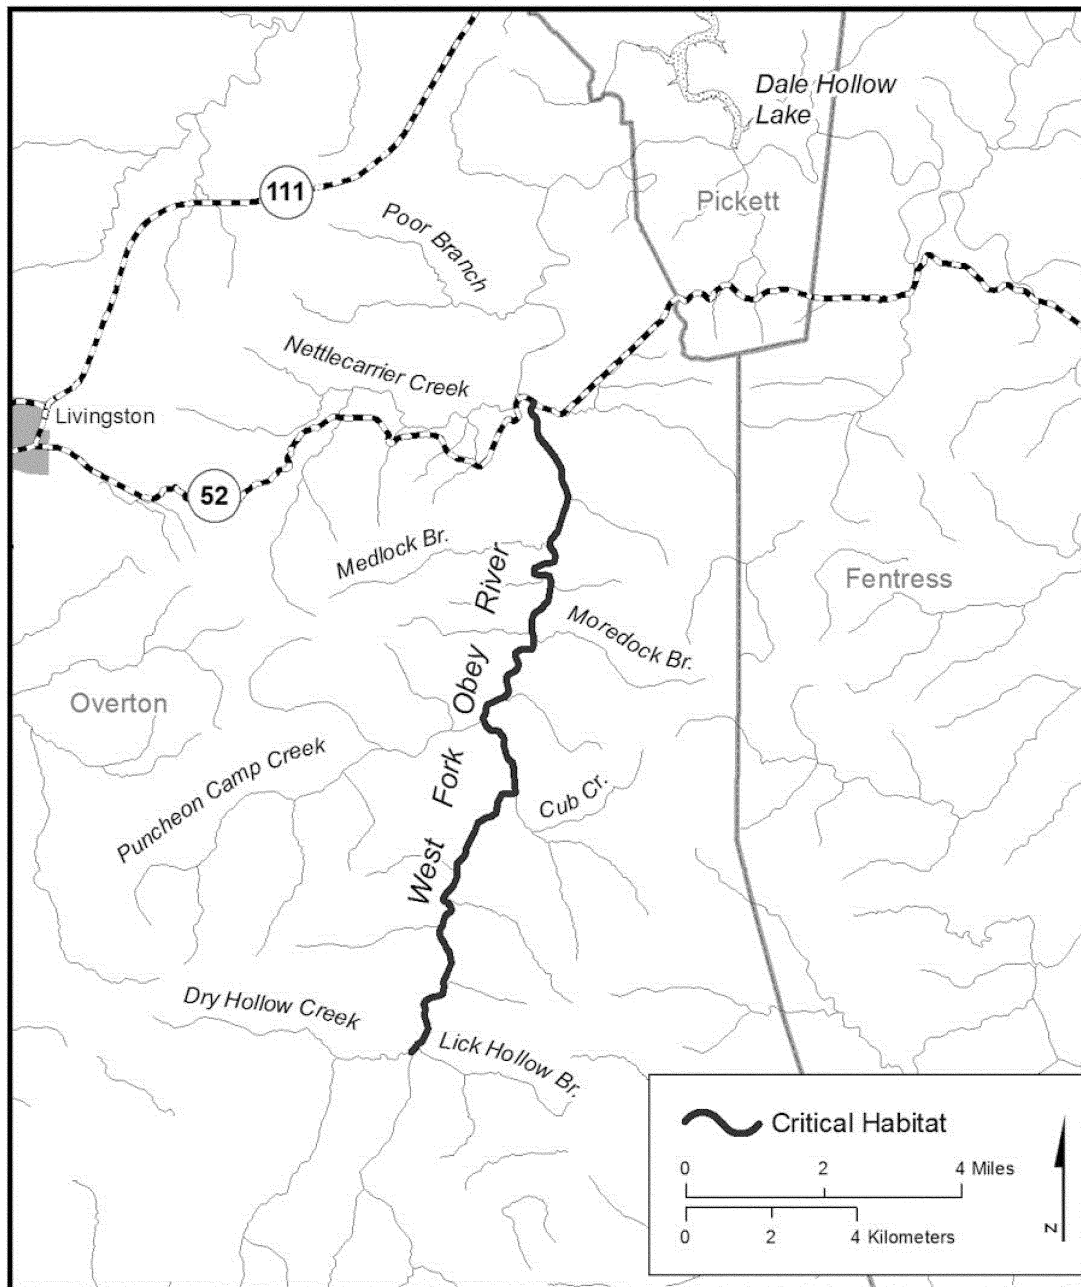 Dale Hollow
Lake
111
Pickett
Poor Branch
Nettlecarrier Creek
Livingston
52
Medlock Br.
Fentress
Moredock Br.
Overton
West Fork Obey River
Puncheon Camp Creek
Cub Cr.
Dry Hollow Creek
Lick Hollow Br.
Critical Habitat
0 2 4 Miles
0 2 4 Kilometers
N